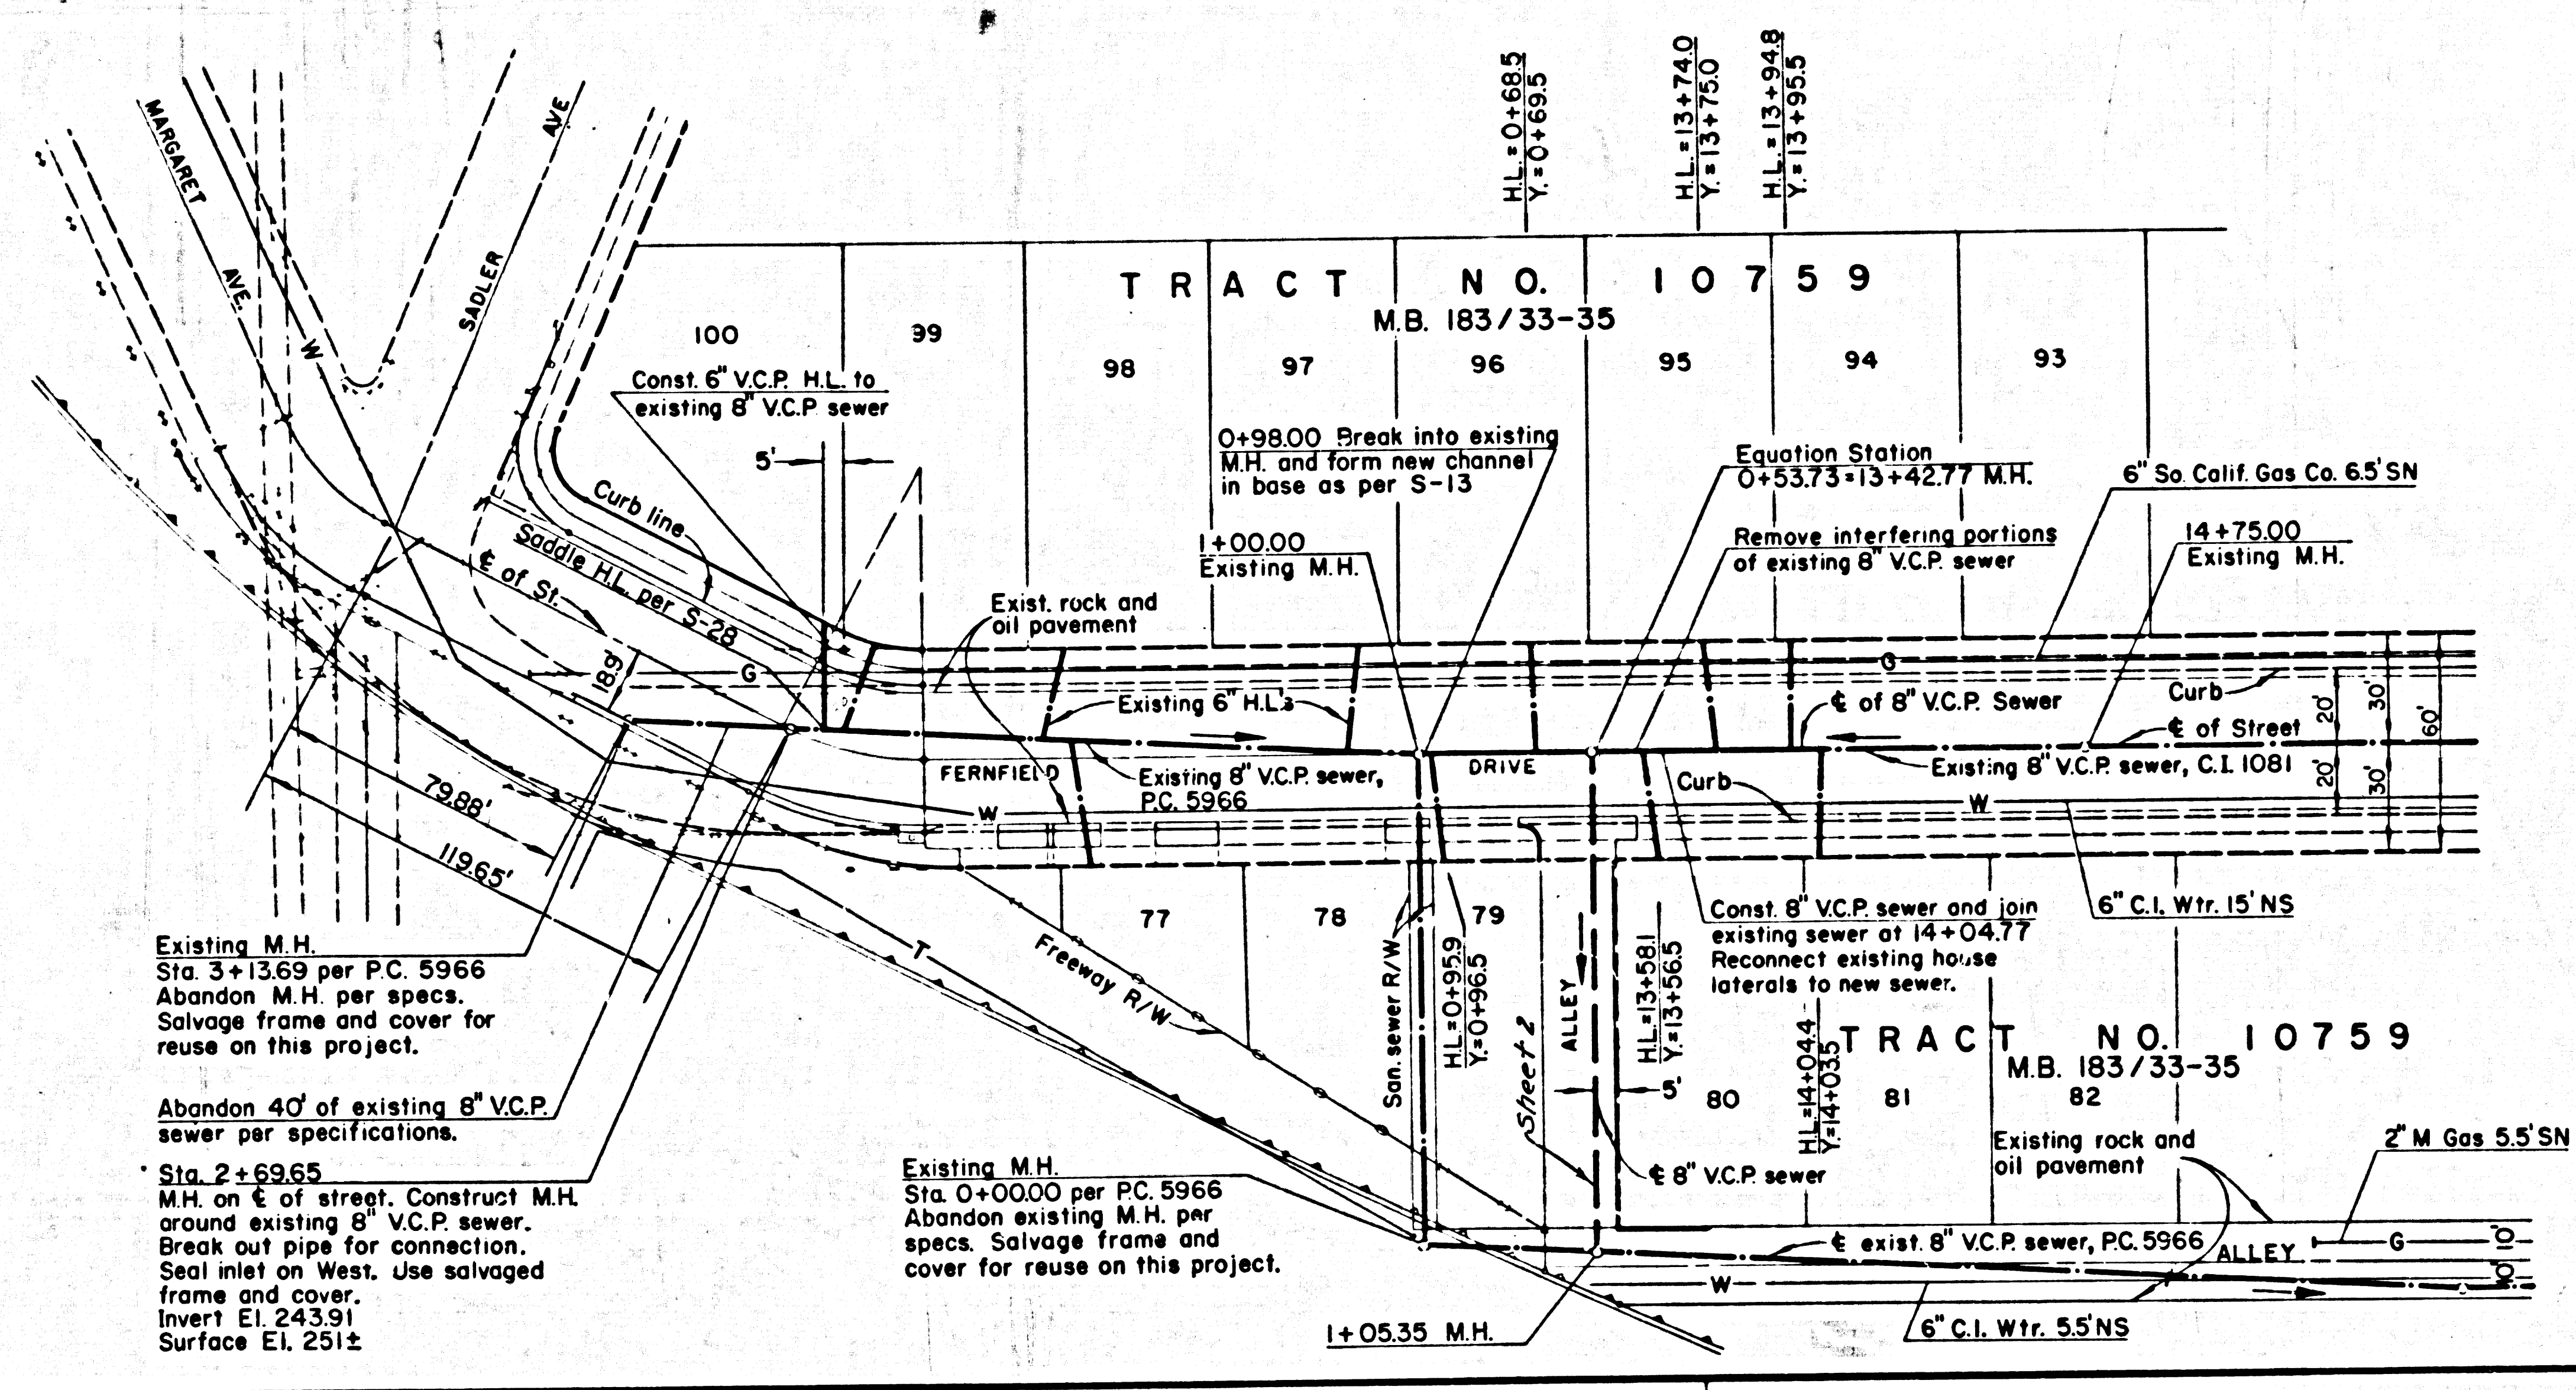 H.L.=0+68.5
Y.=0+69.5
H.L.=13+74.0
Y.=13+75.0
H.L.=13+94.8
Y.=13+95.5
MARGARET
AVE.
SADLER
AVE.
W
TRACT NO. 10759
M.B. 183/33-35
100
99
98
97
96
95
94
93
Const. 6" V.C.P. H.L. to
existing 8" V.C.P. sewer
5'
0+98.00 Break into existing
M.H. and form new channel
in base as per S-13
Equation Station
0+53.73=13+42.77 M.H.
6" So. Calif. Gas Co. 6.5' SN
1+00.00
Existing M.H.
Remove interfering portions
of existing 8" V.C.P. sewer
14+75.00
Existing M.H.
Curb line
Saddle H.L. per S-28
℄ of St.
Exist. rock and
oil pavement
18.9'
G
G
Existing 6" H.L.'s
℄ of 8" V.C.P. Sewer
Curb
20'
30'
60'
℄ of Street
FERNFIELD
DRIVE
Existing 8" V.C.P. sewer,
P.C. 5966
Existing 8" V.C.P. sewer, C.I. 1081
Curb
20'
30'
W
W
79.88'
119.65'
77
78
79
Const. 8" V.C.P. sewer and join
existing sewer at 14+04.77
Reconnect existing house
laterals to new sewer.
6" C.I. Wtr. 15' NS
Existing M.H.
Sta. 3+13.69 per P.C. 5966
Abandon M.H. per specs.
Salvage frame and cover for
reuse on this project.
T
Freeway R/W
San. sewer R/W
H.L.=0+95.9
Y.=0+96.5
Sheet 2
ALLEY
H.L.=13+58.1
Y.=13+56.5
5'
H.L.=14+04.4
Y.=14+03.5
TRACT NO. 10759
M.B. 183/33-35
80
81
82
Abandon 40' of existing 8" V.C.P.
sewer per specifications.
Sta. 2+69.65
M.H. on ℄ of street. Construct M.H.
around existing 8" V.C.P. sewer.
Break out pipe for connection.
Seal inlet on West. Use salvaged
frame and cover.
Invert El. 243.91
Surface El. 251±
Existing M.H.
Sta. 0+00.00 per P.C. 5966
Abandon existing M.H. per
specs. Salvage frame and
cover for reuse on this project.
℄ 8" V.C.P. sewer
Existing rock and
oil pavement
2" M Gas 5.5' SN
℄ exist. 8" V.C.P. sewer, P.C. 5966
ALLEY
G
10'
10'
W
1+05.35 M.H.
6" C.I. Wtr. 5.5' NS